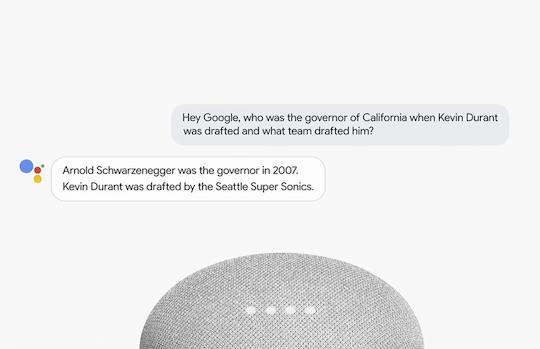 Hey Google, who was the governor of California when Kevin Durant
was drafted and what team drafted him?
Arnold Schwarzenegger was the governor in 2007.
Kevin Durant was drafted by the Seattle Super Sonics.